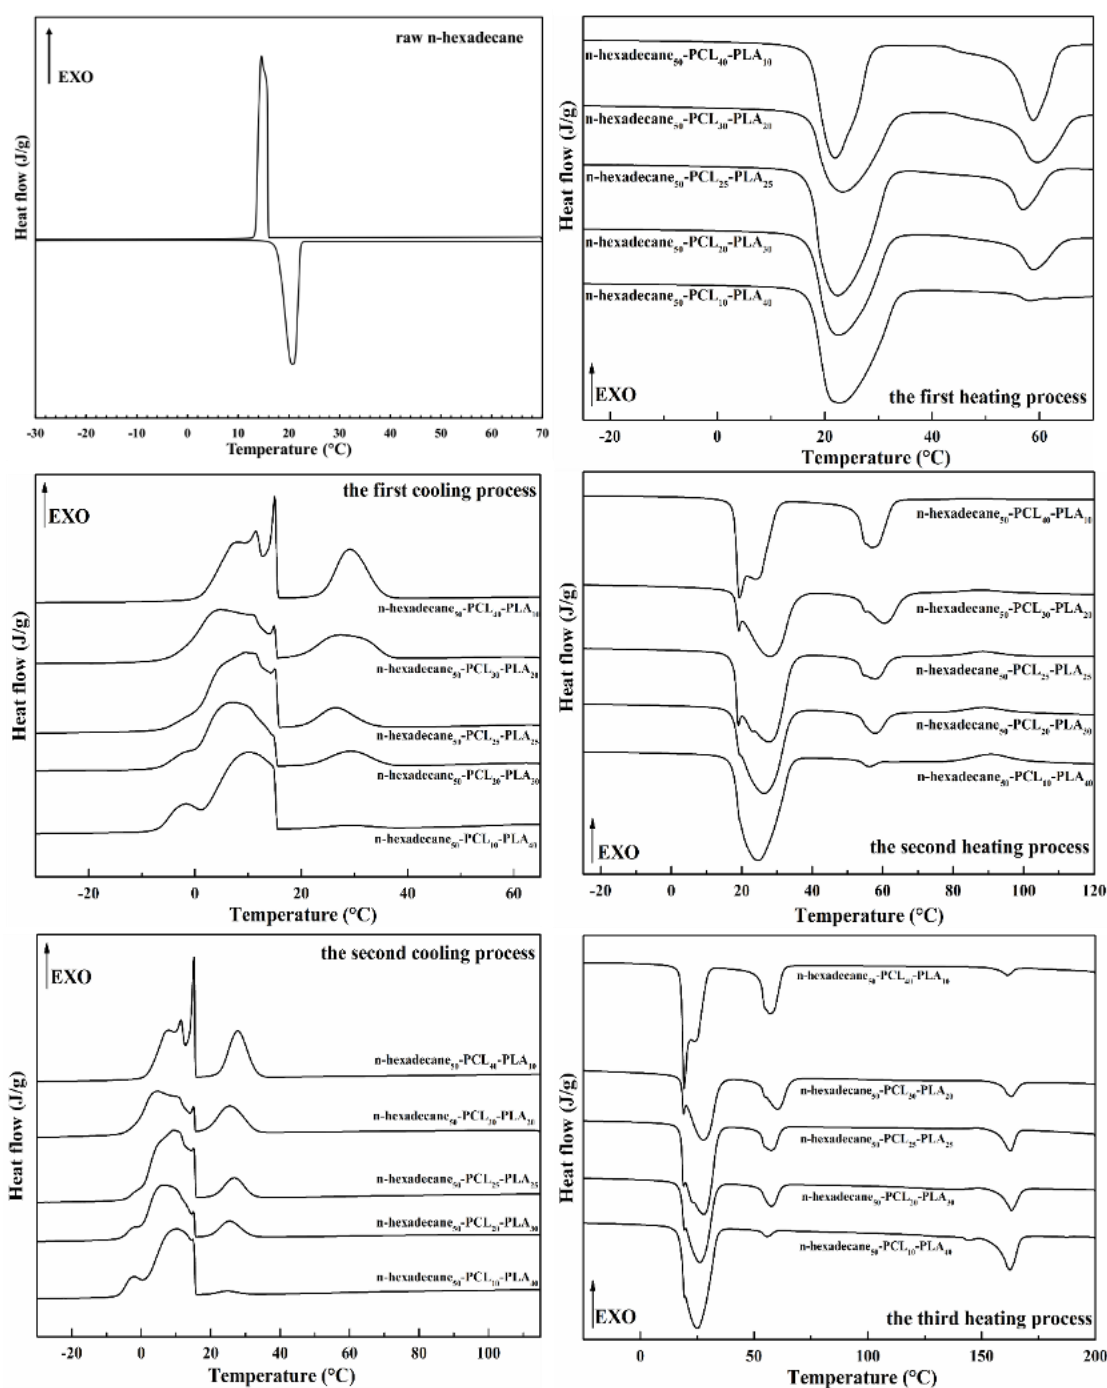 raw n-hexadecane
EXO
Heat flow (J/g)
-30 -20 -10 0 10 20 30 40 50 60 70
Temperature (°C)
n-hexadecane50-PCL40-PLA10
n-hexadecane50-PCL30-PLA20
n-hexadecane50-PCL25-PLA25
n-hexadecane50-PCL20-PLA30
n-hexadecane50-PCL10-PLA40
EXO
the first heating process
Heat flow (J/g)
-20 0 20 40 60
Temperature (°C)
the first cooling process
EXO
n-hexadecane50-PCL40-PLA10
n-hexadecane50-PCL30-PLA20
n-hexadecane50-PCL25-PLA25
n-hexadecane50-PCL20-PLA30
n-hexadecane50-PCL10-PLA40
Heat flow (J/g)
-20 0 20 40 60
Temperature (°C)
n-hexadecane50-PCL40-PLA10
n-hexadecane50-PCL30-PLA20
n-hexadecane50-PCL25-PLA25
n-hexadecane50-PCL20-PLA30
n-hexadecane50-PCL10-PLA40
EXO
the second heating process
Heat flow (J/g)
-20 0 20 40 60 80 100 120
Temperature (°C)
the second cooling process
EXO
n-hexadecane50-PCL40-PLA10
n-hexadecane50-PCL30-PLA20
n-hexadecane50-PCL25-PLA25
n-hexadecane50-PCL20-PLA30
n-hexadecane50-PCL10-PLA40
Heat flow (J/g)
-20 0 20 40 60 80 100
Temperature (°C)
n-hexadecane50-PCL40-PLA10
n-hexadecane50-PCL30-PLA20
n-hexadecane50-PCL25-PLA25
n-hexadecane50-PCL20-PLA30
n-hexadecane50-PCL10-PLA40
EXO
the third heating process
Heat flow (J/g)
0 50 100 150 200
Temperature (°C)